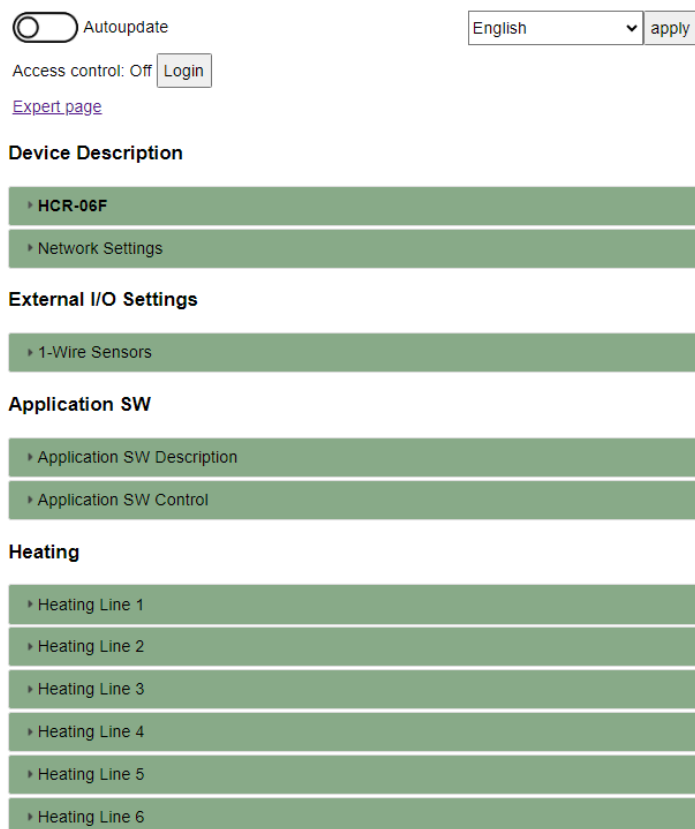 Autoupdate
English apply
Access control: Off Login
Expert page
Device Description
HCR-06F
Network Settings
External I/O Settings
1-Wire Sensors
Application SW
Application SW Description
Application SW Control
Heating
Heating Line 1
Heating Line 2
Heating Line 3
Heating Line 4
Heating Line 5
Heating Line 6